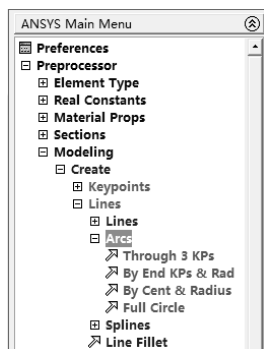 ANSYS Main Menu
Preferences
Preprocessor
Element Type
Real Constants
Material Props
Sections
Modeling
Create
Keypoints
Lines
Lines
Arcs
Through 3 KPs
By End KPs & Rad
By Cent & Radius
Full Circle
Splines
Line Fillet